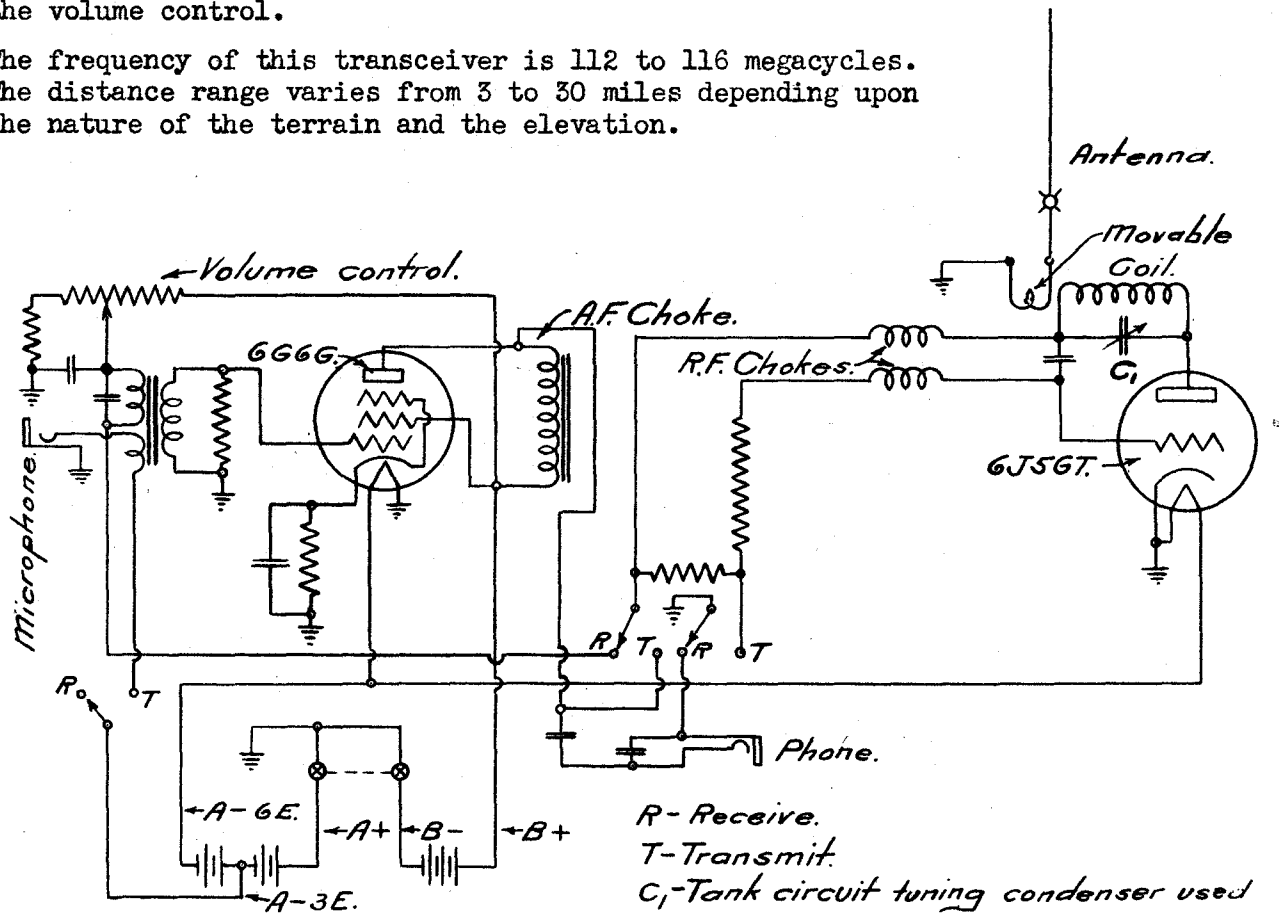 he volume control.
he frequency of this transceiver is 112 to 116 megacycles.
he distance range varies from 3 to 30 miles depending upon
he nature of the terrain and the elevation.
Antenna.
Movable
Coil.
Volume control.
A.F. Choke.
6G6G.
R.F. Chokes.
C₁
6J5GT.
Microphone.
R
T
R
T
R
T
Phone.
A-6E.
A+
B-
B+
A-3E.
R-Receive.
T-Transmit.
C₁-Tank circuit tuning condenser used